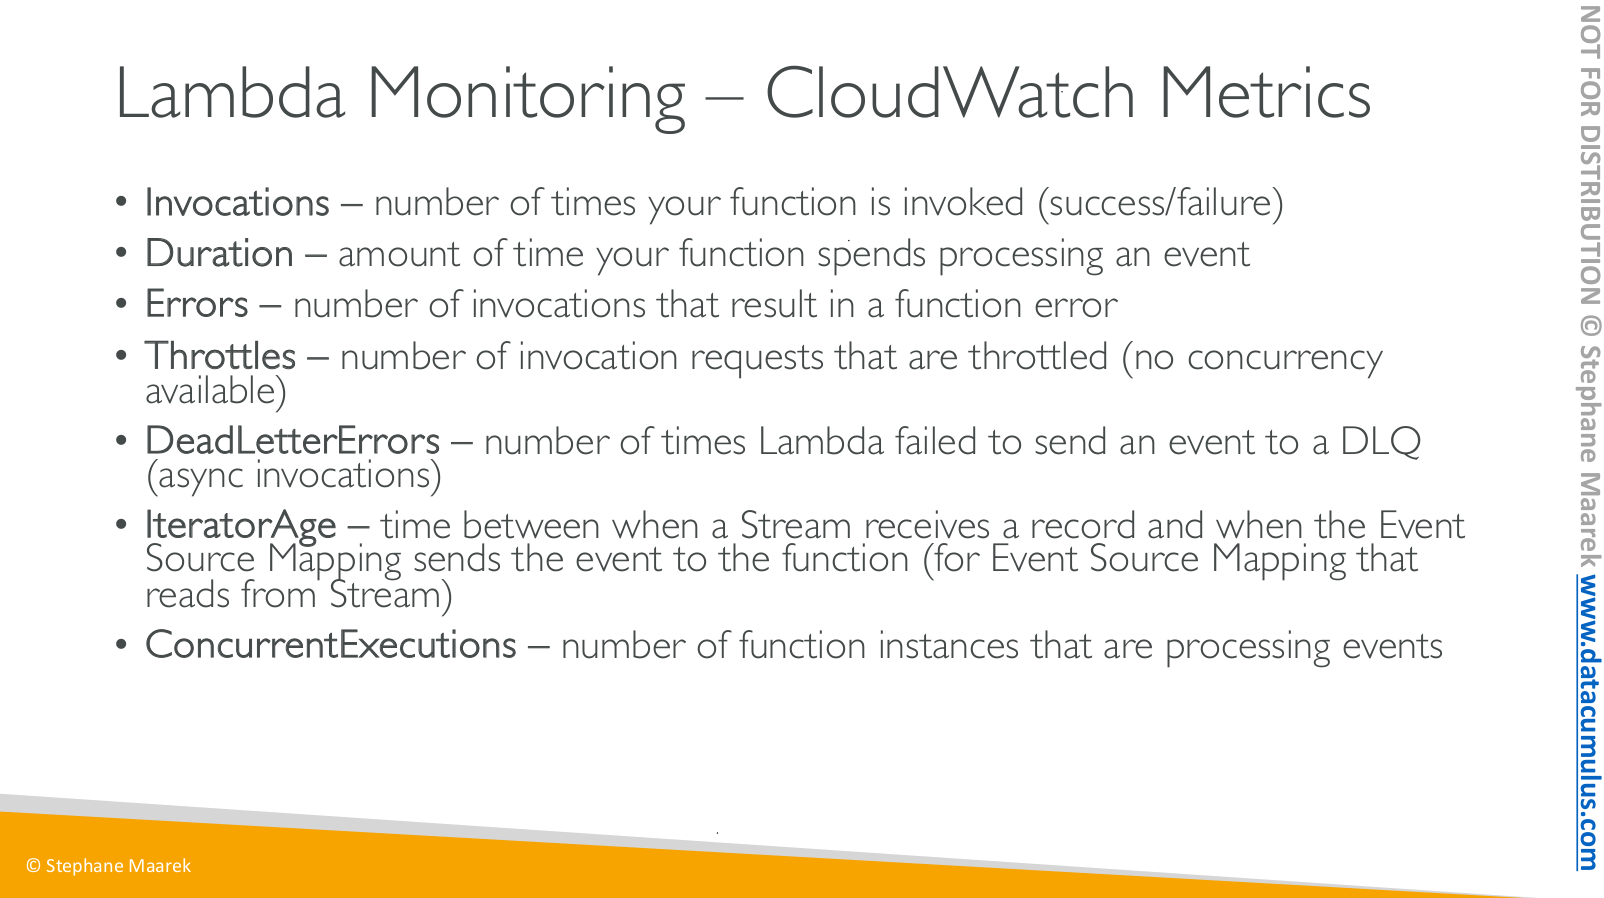 Lambda Monitoring – CloudWatch Metrics
• Invocations – number of times your function is invoked (success/failure)
• Duration – amount of time your function spends processing an event
• Errors – number of invocations that result in a function error
• Throttles – number of invocation requests that are throttled (no concurrency
available)
• DeadLetterErrors – number of times Lambda failed to send an event to a DLQ
(async invocations)
• IteratorAge – time between when a Stream receives a record and when the Event
Source Mapping sends the event to the function (for Event Source Mapping that
reads from Stream)
• ConcurrentExecutions – number of function instances that are processing events
© Stephane Maarek
NOT FOR DISTRIBUTION © Stephane Maarek www.datacumulus.com